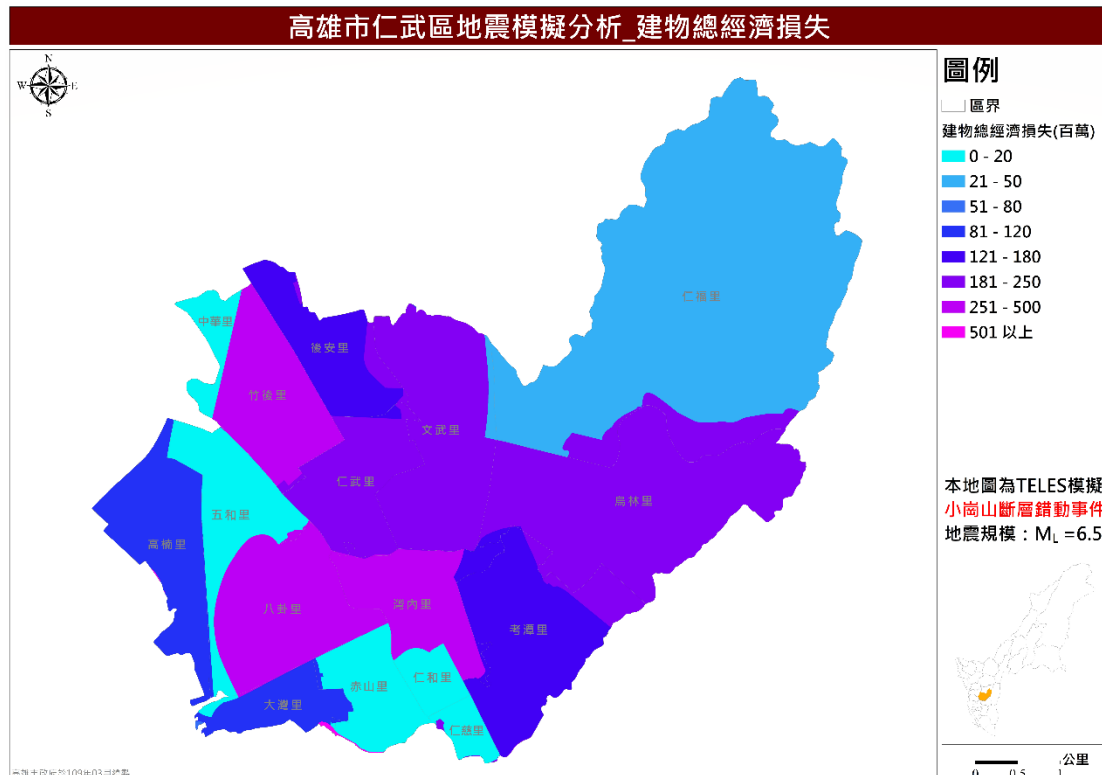 高雄市仁武區地震模擬分析_建物總經濟損失
N
W
E
S
圖例
區界
建物總經濟損失(百萬)
0 - 20
21 - 50
51 - 80
81 - 120
121 - 180
181 - 250
251 - 500
501 以上
仁福里
中華里
後安里
竹後里
文武里
仁武里
烏林里
五和里
高楠里
八卦里
灣內里
考潭里
仁和里
赤山里
大灣里
仁慈里
本地圖為TELES模擬
小崗山斷層錯動事件
地震規模：ML =6.5
公里
0 0.5 1